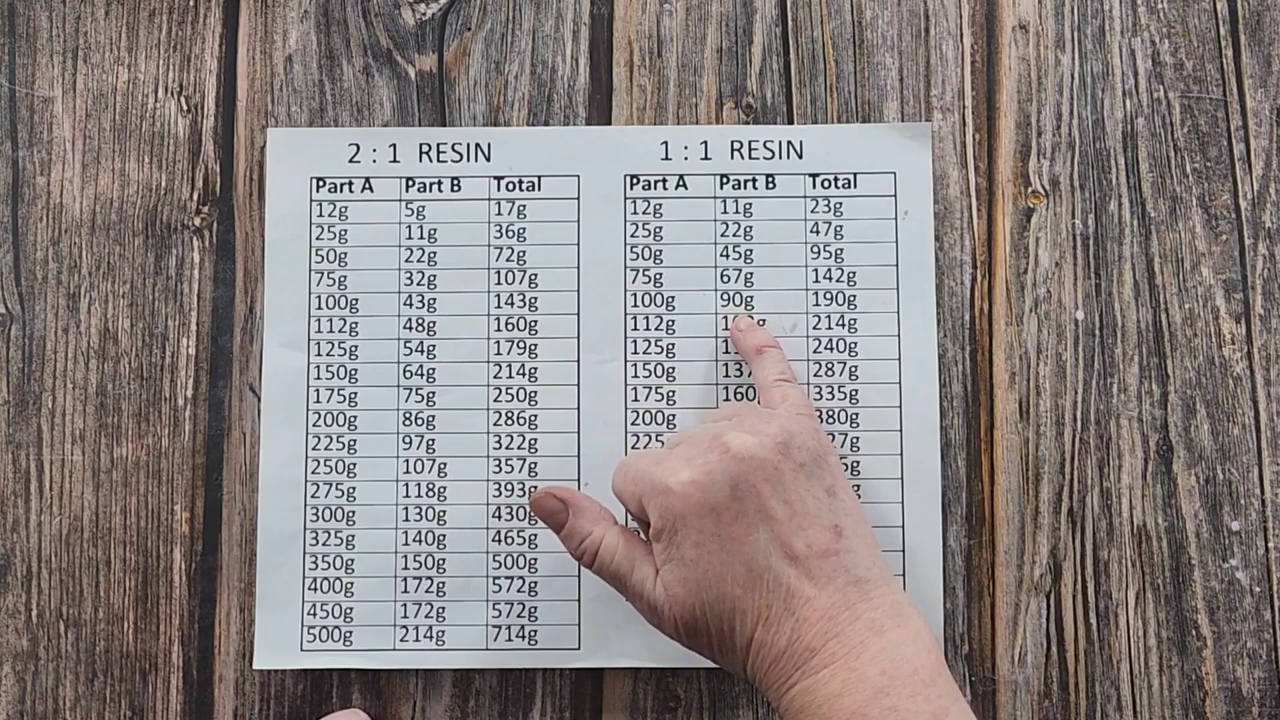 2 : 1 RESIN
Part A Part B Total
12g 5g 17g
25g 11g 36g
50g 22g 72g
75g 32g 107g
100g 43g 143g
112g 48g 160g
125g 54g 179g
150g 64g 214g
175g 75g 250g
200g 86g 286g
225g 97g 322g
250g 107g 357g
275g 118g 393g
300g 130g 430g
325g 140g 465g
350g 150g 500g
400g 172g 572g
450g 172g 572g
500g 214g 714g
1 : 1 RESIN
Part A Part B Total
12g 11g 23g
25g 22g 47g
50g 45g 95g
75g 67g 142g
100g 90g 190g
112g 214g
125g 240g
150g 287g
175g 335g
200g